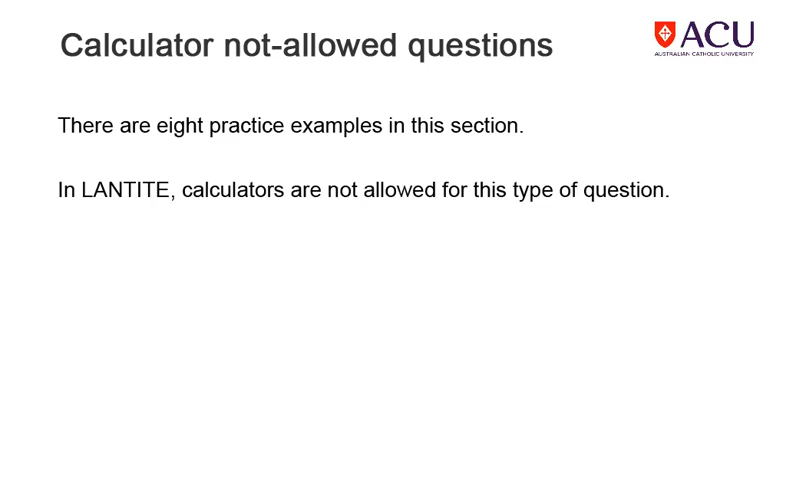 Calculator not-allowed questions
ACU
AUSTRALIAN CATHOLIC UNIVERSITY
There are eight practice examples in this section.
In LANTITE, calculators are not allowed for this type of question.